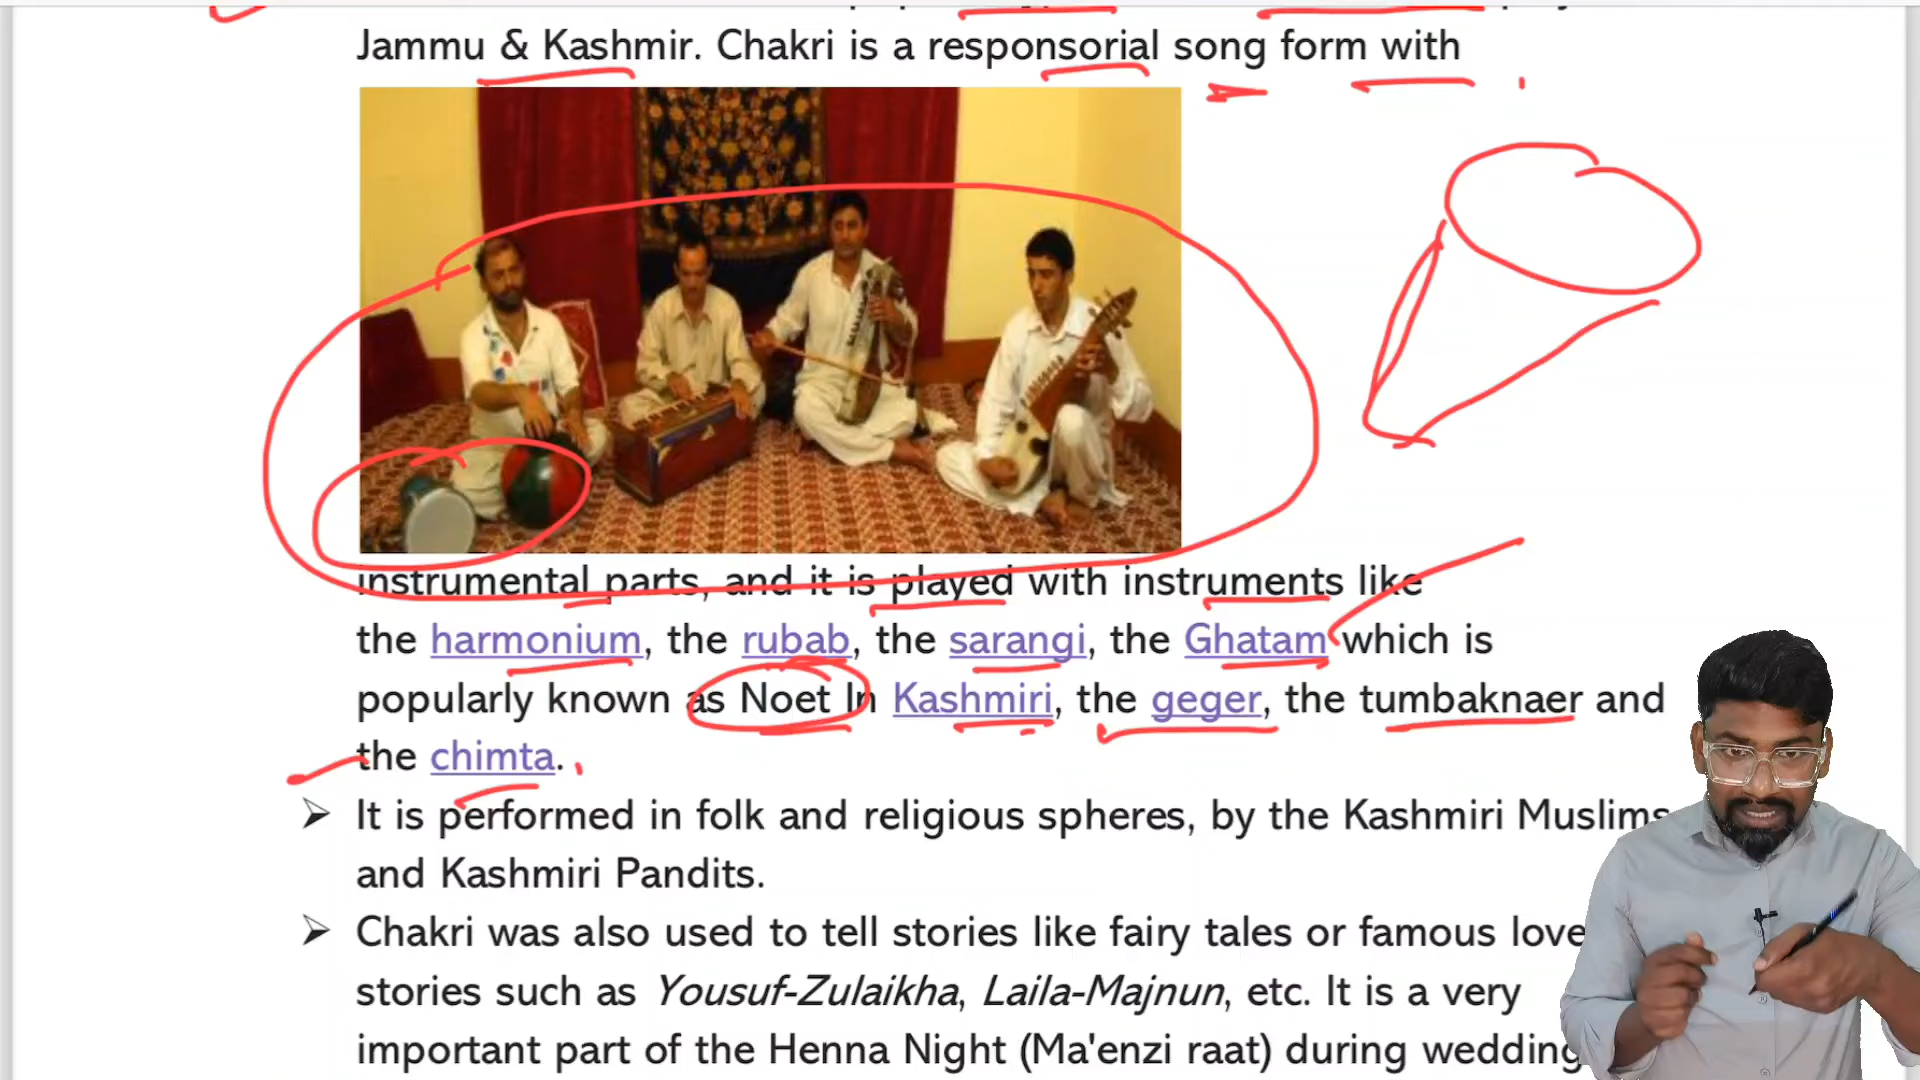 Jammu & Kashmir. Chakri is a responsorial song form with
instrumental parts, and it is played with instruments like
the harmonium, the rubab, the sarangi, the Ghatam which is
popularly known as Noet In Kashmiri, the geger, the tumbaknaer and
the chimta.
➢ It is performed in folk and religious spheres, by the Kashmiri Muslims
and Kashmiri Pandits.
➢ Chakri was also used to tell stories like fairy tales or famous love
stories such as Yousuf-Zulaikha, Laila-Majnun, etc. It is a very
important part of the Henna Night (Ma'enzi raat) during wedding